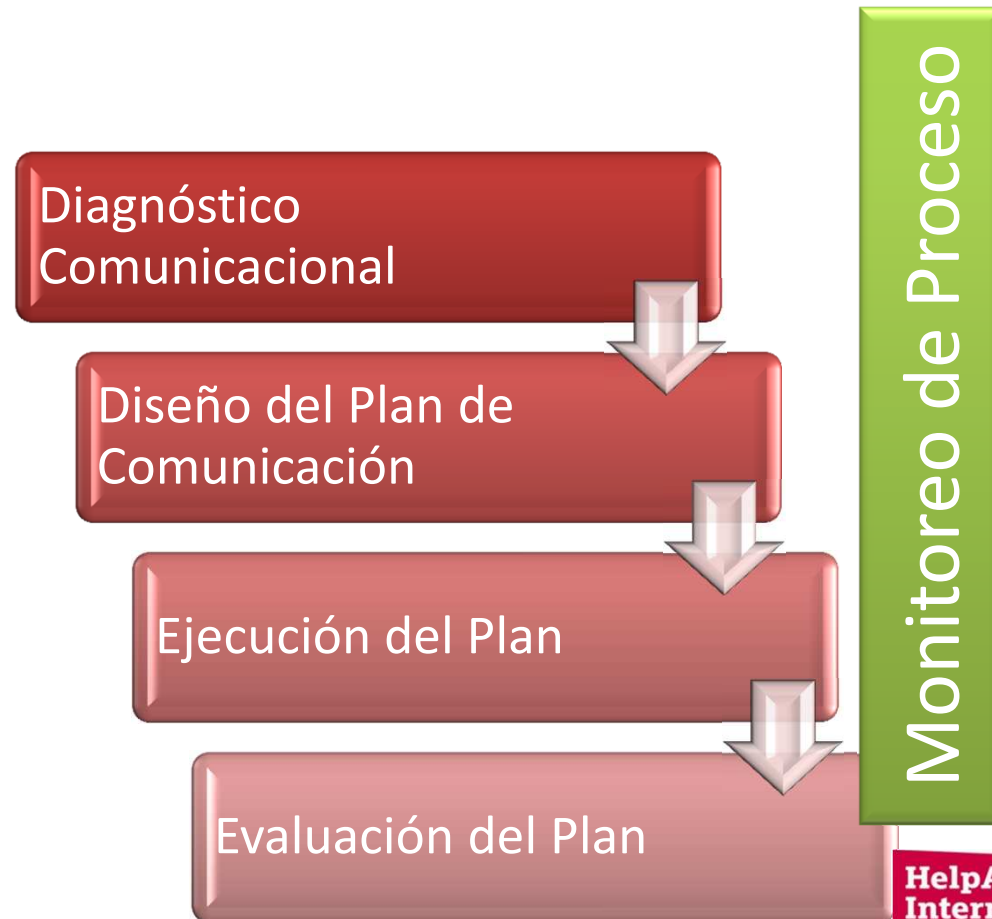 Diagnóstico
Comunicacional
Diseño del Plan de
Comunicación
Ejecución del Plan
Evaluación del Plan
Monitoreo de Proceso